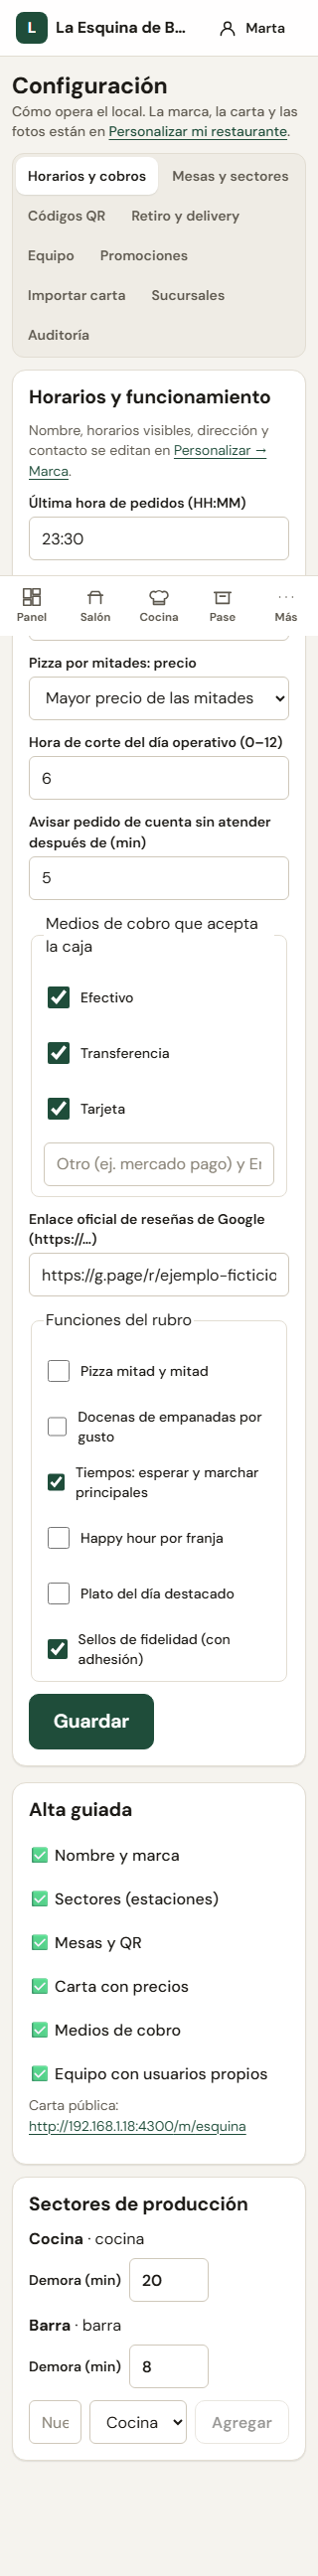 L La Esquina de B... Marta
Configuración
Cómo opera el local. La marca, la carta y las
fotos están en Personalizar mi restaurante.
Horarios y cobros Mesas y sectores
Códigos QR Retiro y delivery
Equipo Promociones
Importar carta Sucursales
Auditoría
Horarios y funcionamiento
Nombre, horarios visibles, dirección y
contacto se editan en Personalizar →
Marca.
Última hora de pedidos (HH:MM)
23:30
Panel Salón Cocina Pase Más
Pizza por mitades: precio
Mayor precio de las mitades
Hora de corte del día operativo (0–12)
6
Avisar pedido de cuenta sin atender
después de (min)
5
Medios de cobro que acepta
la caja
Efectivo
Transferencia
Tarjeta
Otro (ej. mercado pago) y
Enlace oficial de reseñas de Google
(https://…)
https://g.page/r/ejemplo-ficticio
Funciones del rubro
Pizza mitad y mitad
Docenas de empanadas por
gusto
Tiempos: esperar y marchar
principales
Happy hour por franja
Plato del día destacado
Sellos de fidelidad (con
adhesión)
Guardar
Alta guiada
Nombre y marca
Sectores (estaciones)
Mesas y QR
Carta con precios
Medios de cobro
Equipo con usuarios propios
Carta pública:
http://192.168.1.18:4300/m/esquina
Sectores de producción
Cocina · cocina
Demora (min) 20
Barra · barra
Demora (min) 8
Cocina Agregar